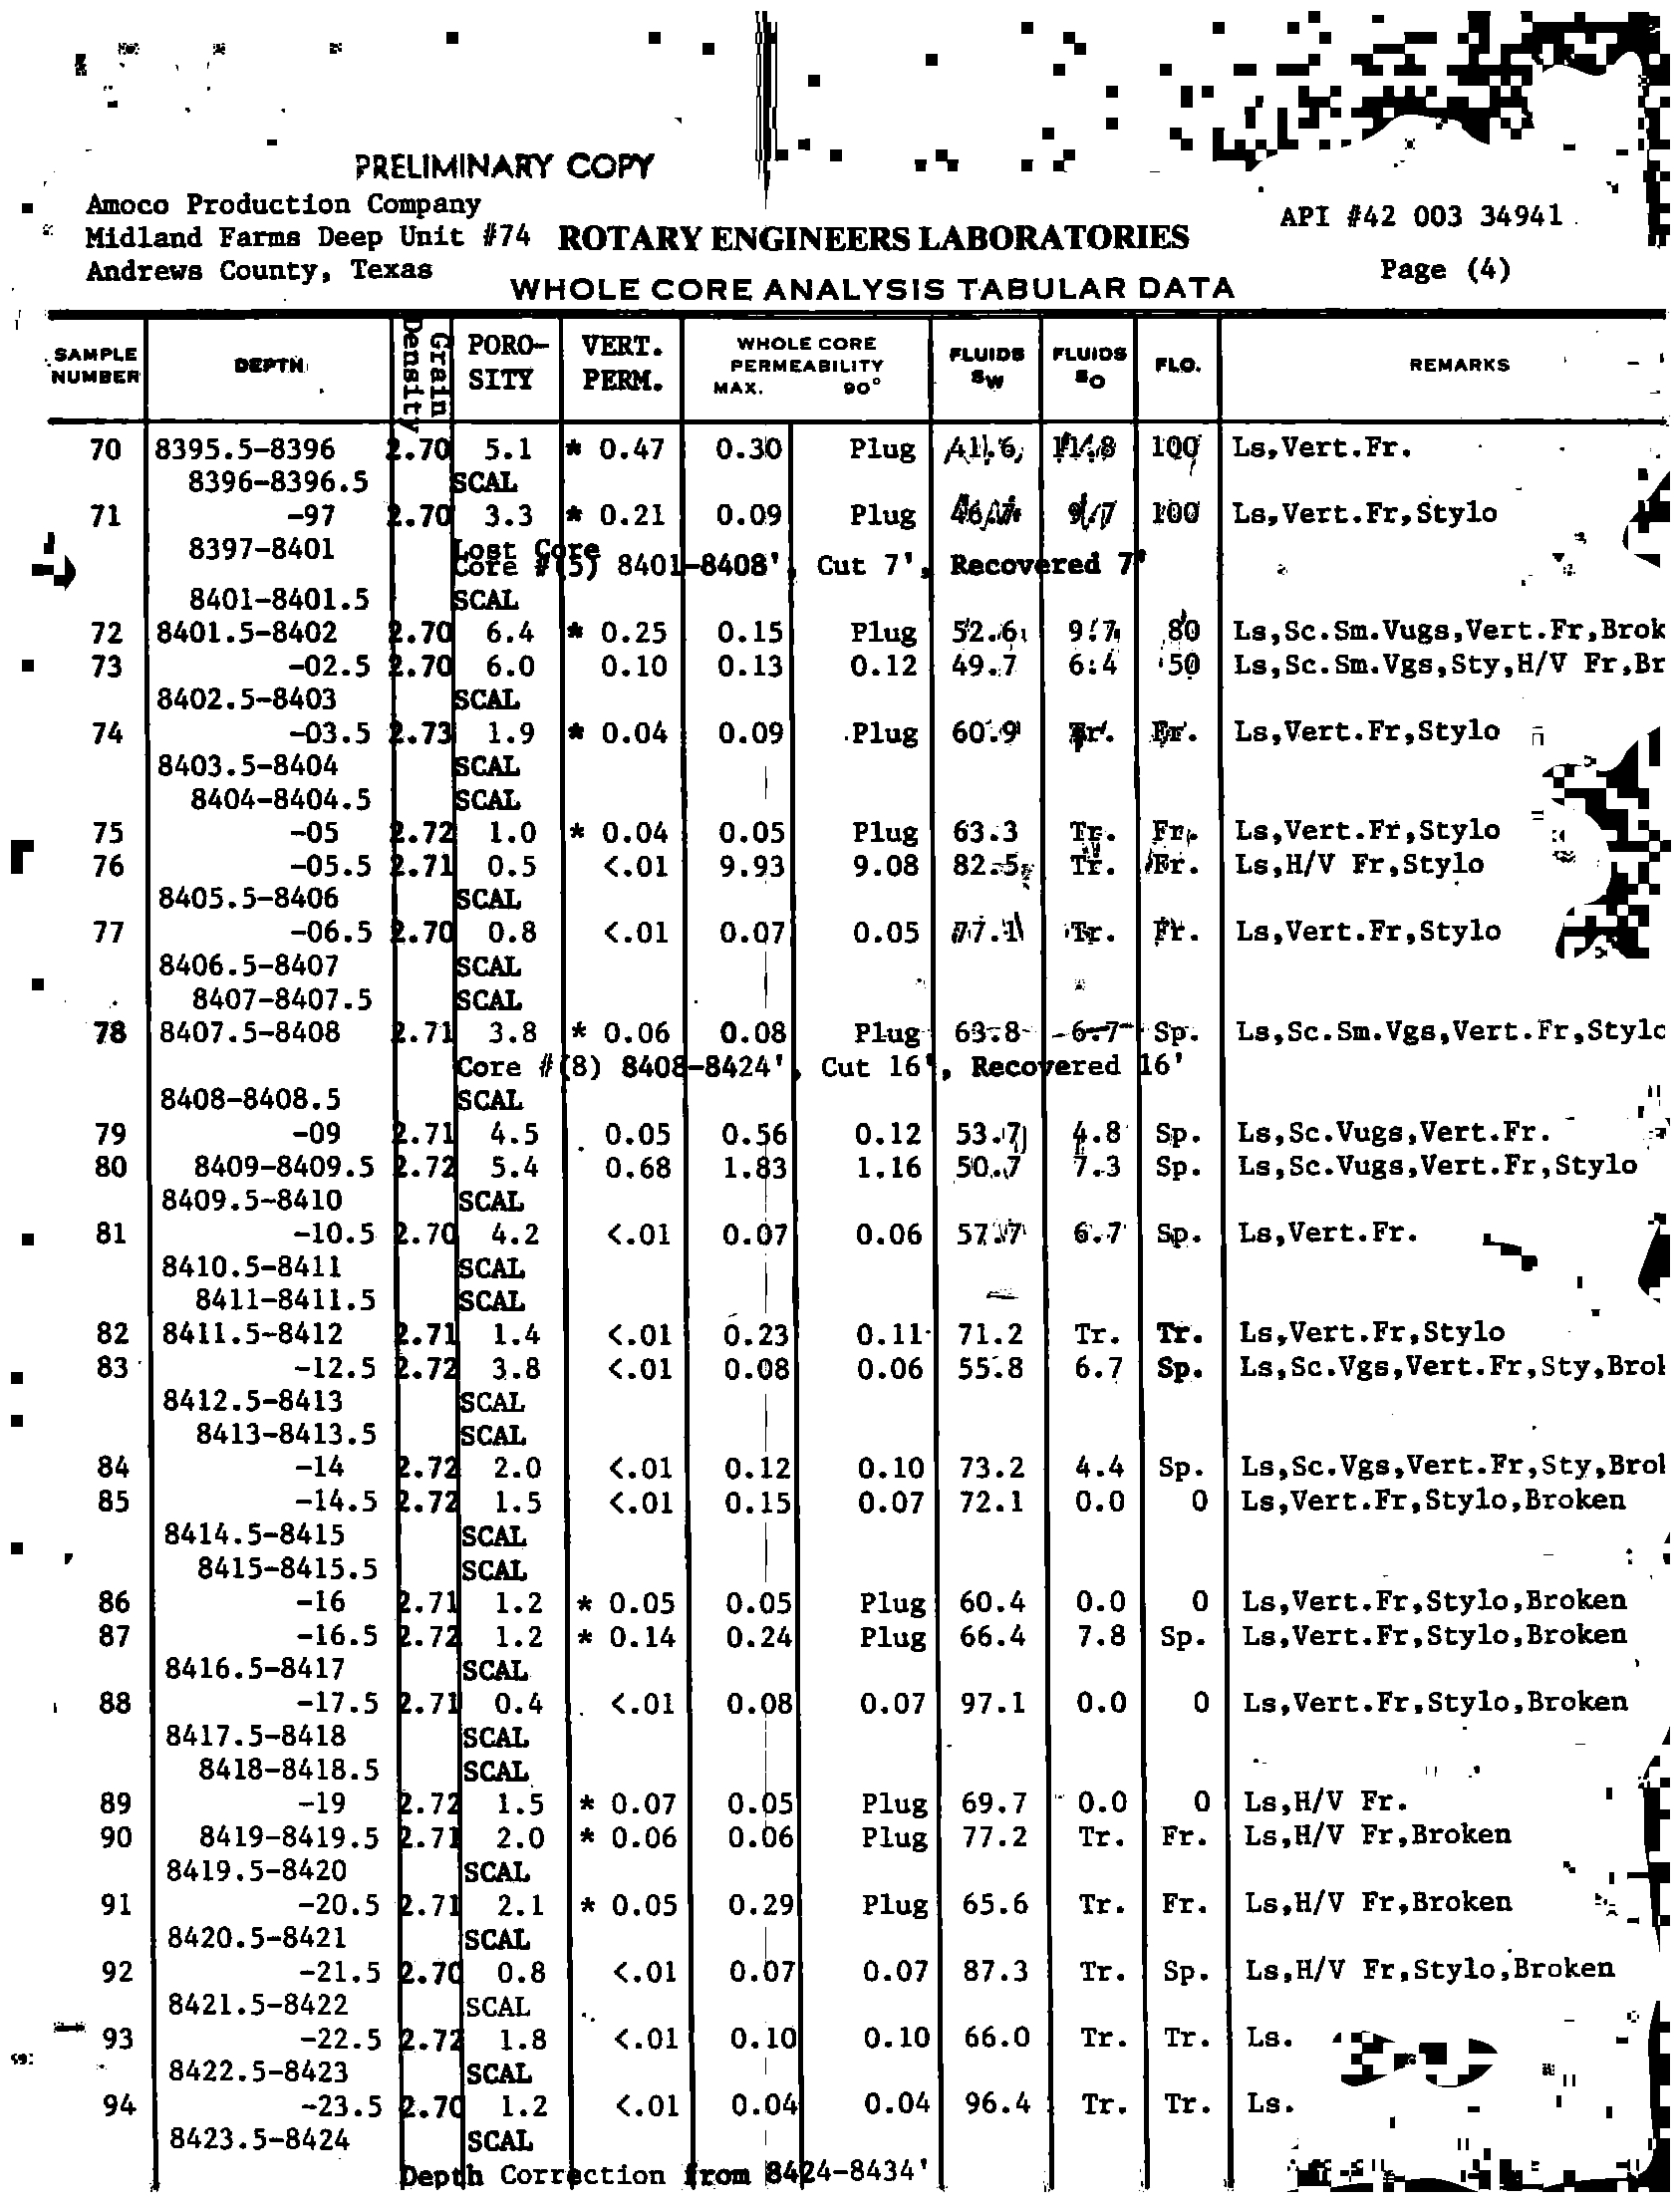 PRELIMINARY COPY
Amoco Production Company
Midland Farms Deep Unit #74 ROTARY ENGINEERS LABORATORIES API #42 003 34941
Andrews County, Texas WHOLE CORE ANALYSIS TABULAR DATA Page (4)
SAMPLE NUMBER DEPTH Grain Density PORO-SITY VERT. PERM. WHOLE CORE PERMEABILITY MAX. 90° FLUIDS SW FLUIDS SO FLO. REMARKS
70 8395.5-8396 2.70 5.1 * 0.47 0.30 Plug 41.6 11.8 100 Ls,Vert.Fr.
8396-8396.5 SCAL
71 -97 2.70 3.3 * 0.21 0.09 Plug 9.7 100 Ls,Vert.Fr,Stylo
8397-8401 Lost Core
Core #(5) 8401-8408', Cut 7', Recovered 7'
8401-8401.5 SCAL
72 8401.5-8402 2.70 6.4 * 0.25 0.15 Plug 52.6 9.7 80 Ls,Sc.Sm.Vugs,Vert.Fr,Brok
73 -02.5 2.70 6.0 0.10 0.13 0.12 49.7 6.4 50 Ls,Sc.Sm.Vgs,Sty,H/V Fr,Br
8402.5-8403 SCAL
74 -03.5 2.73 1.9 * 0.04 0.09 Plug 60.9 Tr. Fr. Ls,Vert.Fr,Stylo
8403.5-8404 SCAL
8404-8404.5 SCAL
75 -05 2.72 1.0 * 0.04 0.05 Plug 63.3 Tr. Fr. Ls,Vert.Fr,Stylo
76 -05.5 2.71 0.5 <.01 9.93 9.08 82.5 Tr. Fr. Ls,H/V Fr,Stylo
8405.5-8406 SCAL
77 -06.5 2.70 0.8 <.01 0.07 0.05 77.1 Tr. Fr. Ls,Vert.Fr,Stylo
8406.5-8407 SCAL
8407-8407.5 SCAL
78 8407.5-8408 2.71 3.8 * 0.06 0.08 Plug 63.8 6.7 Sp. Ls,Sc.Sm.Vgs,Vert.Fr,Stylo
Core #(8) 8408-8424', Cut 16', Recovered 16'
8408-8408.5 SCAL
79 -09 2.71 4.5 0.05 0.56 0.12 53.7 4.8 Sp. Ls,Sc.Vugs,Vert.Fr.
80 8409-8409.5 2.72 5.4 0.68 1.83 1.16 50.7 7.3 Sp. Ls,Sc.Vugs,Vert.Fr,Stylo
8409.5-8410 SCAL
81 -10.5 2.70 4.2 <.01 0.07 0.06 57.7 6.7 Sp. Ls,Vert.Fr.
8410.5-8411 SCAL
8411-8411.5 SCAL
82 8411.5-8412 2.71 1.4 <.01 0.23 0.11 71.2 Tr. Tr. Ls,Vert.Fr,Stylo
83 -12.5 2.72 3.8 <.01 0.08 0.06 55.8 6.7 Sp. Ls,Sc.Vgs,Vert.Fr,Sty,Brok
8412.5-8413 SCAL
8413-8413.5 SCAL
84 -14 2.72 2.0 <.01 0.12 0.10 73.2 4.4 Sp. Ls,Sc.Vgs,Vert.Fr,Sty,Brok
85 -14.5 2.72 1.5 <.01 0.15 0.07 72.1 0.0 0 Ls,Vert.Fr,Stylo,Broken
8414.5-8415 SCAL
8415-8415.5 SCAL
86 -16 2.71 1.2 * 0.05 0.05 Plug 60.4 0.0 0 Ls,Vert.Fr,Stylo,Broken
87 -16.5 2.72 1.2 * 0.14 0.24 Plug 66.4 7.8 Sp. Ls,Vert.Fr,Stylo,Broken
8416.5-8417 SCAL
88 -17.5 2.71 0.4 <.01 0.08 0.07 97.1 0.0 0 Ls,Vert.Fr,Stylo,Broken
8417.5-8418 SCAL
8418-8418.5 SCAL
89 -19 2.72 1.5 * 0.07 0.05 Plug 69.7 0.0 0 Ls,H/V Fr.
90 8419-8419.5 2.71 2.0 * 0.06 0.06 Plug 77.2 Tr. Fr. Ls,H/V Fr,Broken
8419.5-8420 SCAL
91 -20.5 2.71 2.1 * 0.05 0.29 Plug 65.6 Tr. Fr. Ls,H/V Fr,Broken
8420.5-8421 SCAL
92 -21.5 2.70 0.8 <.01 0.07 0.07 87.3 Tr. Sp. Ls,H/V Fr,Stylo,Broken
8421.5-8422 SCAL
93 -22.5 2.72 1.8 <.01 0.10 0.10 66.0 Tr. Tr. Ls.
8422.5-8423 SCAL
94 -23.5 2.70 1.2 <.01 0.04 0.04 96.4 Tr. Tr. Ls.
8423.5-8424 SCAL
Depth Correction from 8424-8434'